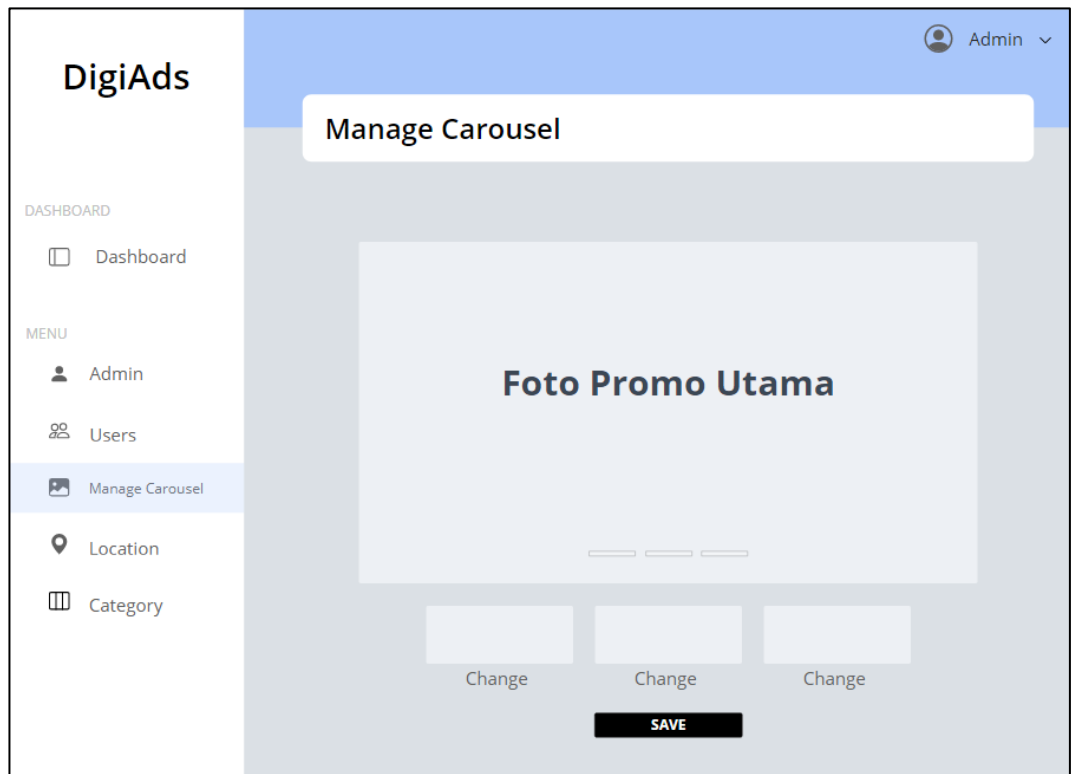 DigiAds
Admin
Manage Carousel
DASHBOARD
Dashboard
MENU
Admin
Users
Manage Carousel
Location
Category
Foto Promo Utama
Change Change Change
SAVE